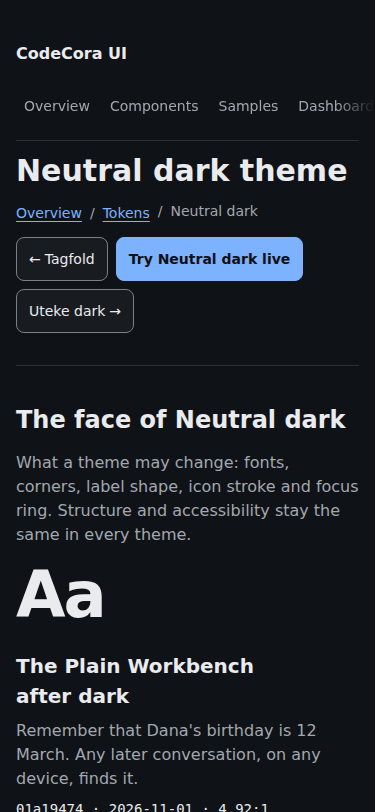 CodeCora UI
Overview Components Samples Dashboard
Neutral dark theme
Overview / Tokens / Neutral dark
← Tagfold Try Neutral dark live
Uteke dark →
The face of Neutral dark
What a theme may change: fonts,
corners, label shape, icon stroke and focus
ring. Structure and accessibility stay the
same in every theme.
Aa
The Plain Workbench
after dark
Remember that Dana's birthday is 12
March. Any later conversation, on any
device, finds it.
01a19474 · 2026-11-01 · 4.92:1